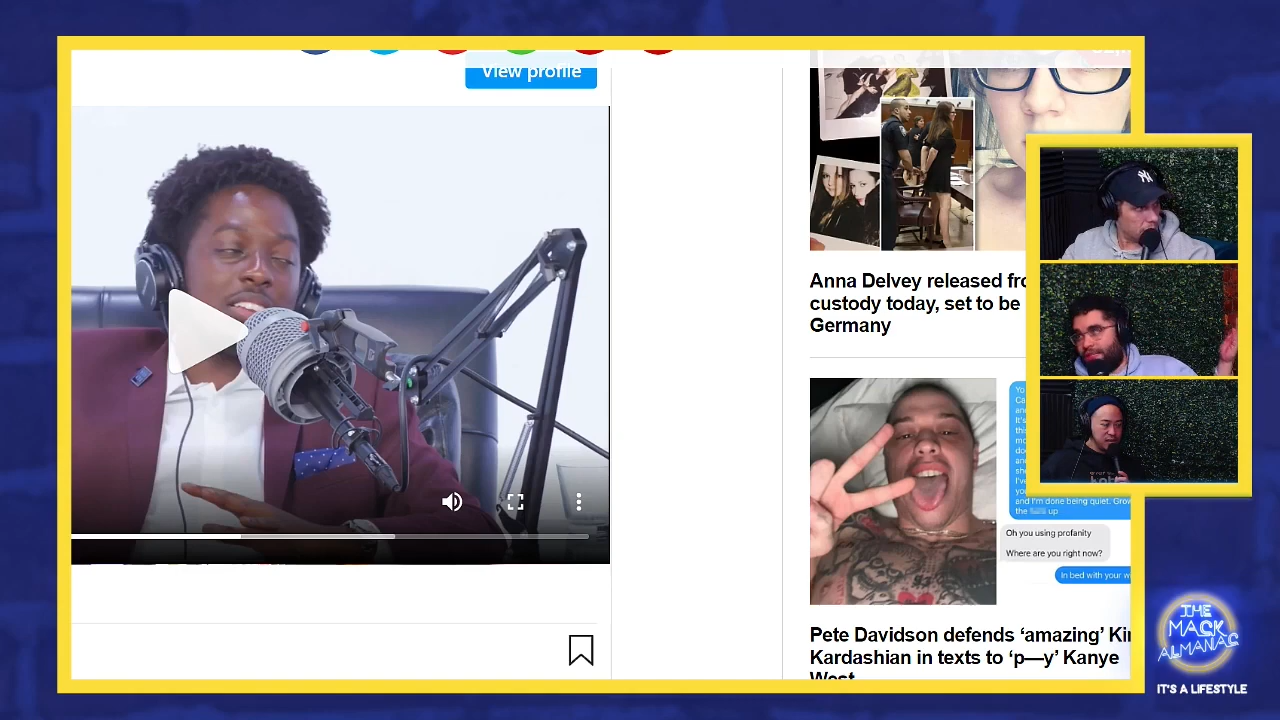 View profile
Anna Delvey released
custody today, set to be
Germany
and I'm done being quiet. Grow
the up
Oh you using profanity
Where are you right now?
In bed with your
Pete Davidson defends ‘amazing’
Kardashian in texts to ‘p—y’ Kanye
West
THE
MACK
ALMANAC
IT'S A LIFESTYLE